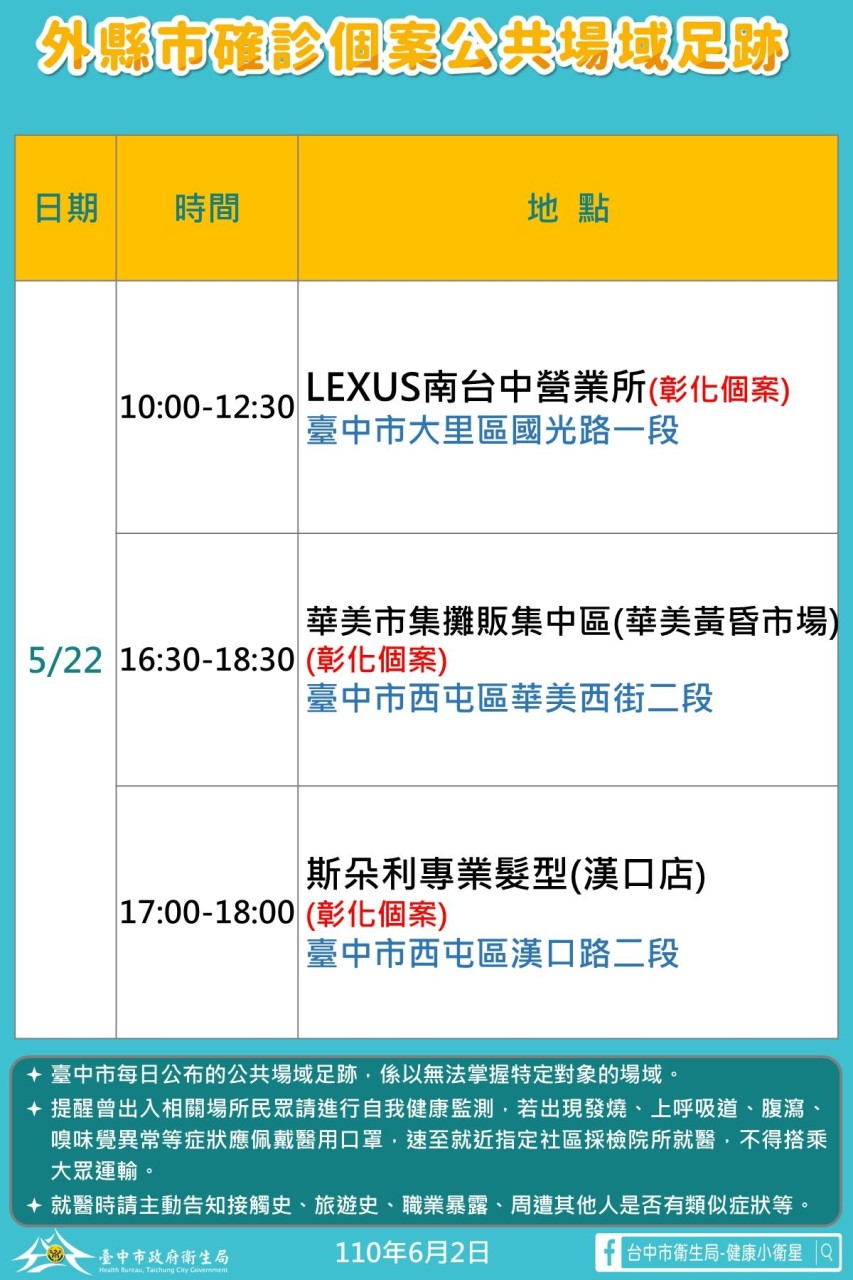 外縣市確診個案公共場域足跡
日期
時間
地 點
5/22
10:00-12:30
LEXUS南台中營業所(彰化個案)
臺中市大里區國光路一段
16:30-18:30
華美市集攤販集中區(華美黃昏市場)
(彰化個案)
臺中市西屯區華美西街二段
17:00-18:00
斯朵利專業髮型(漢口店)
(彰化個案)
臺中市西屯區漢口路二段
臺中市每日公布的公共場域足跡，係以無法掌握特定對象的場域。
提醒曾出入相關場所民眾請進行自我健康監測，若出現發燒、上呼吸道、腹瀉、
嗅味覺異常等症狀應佩戴醫用口罩，速至就近指定社區採檢院所就醫，不得搭乘
大眾運輸。
就醫時請主動告知接觸史、旅遊史、職業暴露、周遭其他人是否有類似症狀等。
臺中市政府衛生局
Health Bureau, Taichung City Government
110年6月2日
台中市衛生局-健康小衛星